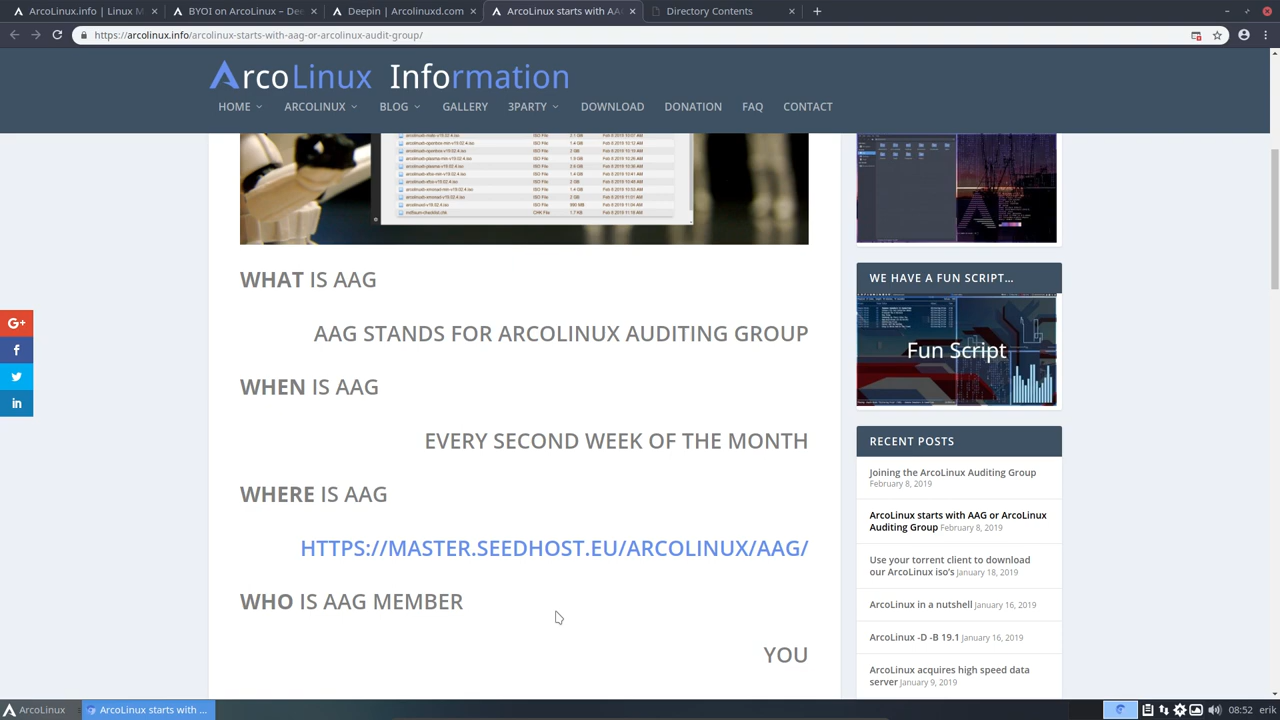 ArcoLinux.info | Linux M
BYOI on ArcoLinux – Dee
Deepin | Arcolinuxd.com
ArcoLinux starts with AA
Directory Contents
https://arcolinux.info/arcolinux-starts-with-aag-or-arcolinux-audit-group/
ArcoLinux Information
HOME
ARCOLINUX
BLOG
GALLERY
3PARTY
DOWNLOAD
DONATION
FAQ
CONTACT
WHAT IS AAG
AAG STANDS FOR ARCOLINUX AUDITING GROUP
WHEN IS AAG
EVERY SECOND WEEK OF THE MONTH
WHERE IS AAG
HTTPS://MASTER.SEEDHOST.EU/ARCOLINUX/AAG/
WHO IS AAG MEMBER
YOU
G+
f
in
WE HAVE A FUN SCRIPT…
Fun Script
RECENT POSTS
Joining the ArcoLinux Auditing Group
February 8, 2019
ArcoLinux starts with AAG or ArcoLinux
Auditing Group February 8, 2019
Use your torrent client to download
our ArcoLinux iso's January 18, 2019
ArcoLinux in a nutshell January 16, 2019
ArcoLinux -D -B 19.1 January 16, 2019
ArcoLinux acquires high speed data
server January 9, 2019
ArcoLinux
ArcoLinux starts with ...
08:52
erik